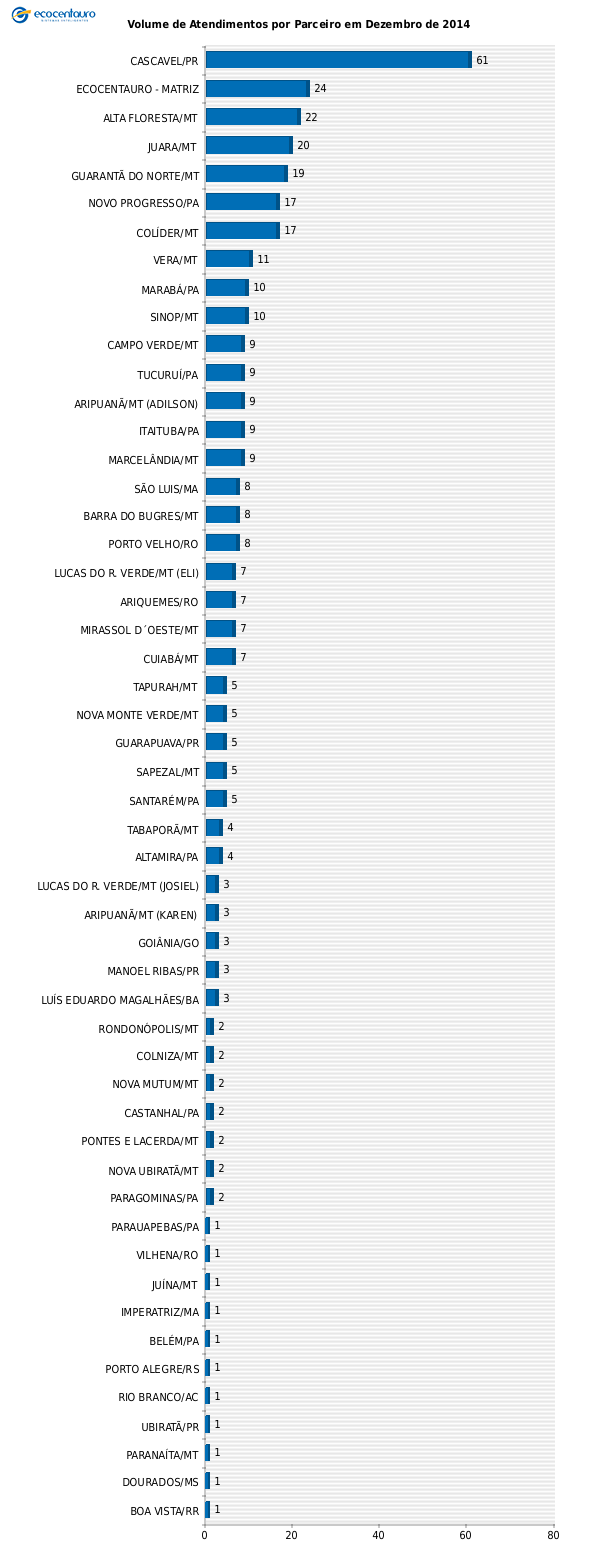 ecocentauro
Volume de Atendimentos por Parceiro em Dezembro de 2014
CASCAVEL/PR 61
ECOCENTAURO - MATRIZ 24
ALTA FLORESTA/MT 22
JUARA/MT 20
GUARANTÃ DO NORTE/MT 19
NOVO PROGRESSO/PA 17
COLÍDER/MT 17
VERA/MT 11
MARABÁ/PA 10
SINOP/MT 10
CAMPO VERDE/MT 9
TUCURUÍ/PA 9
ARIPUANÃ/MT (ADILSON) 9
ITAITUBA/PA 9
MARCELÂNDIA/MT 9
SÃO LUIS/MA 8
BARRA DO BUGRES/MT 8
PORTO VELHO/RO 8
LUCAS DO R. VERDE/MT (ELI) 7
ARIQUEMES/RO 7
MIRASSOL D´OESTE/MT 7
CUIABÁ/MT 7
TAPURAH/MT 5
NOVA MONTE VERDE/MT 5
GUARAPUAVA/PR 5
SAPEZAL/MT 5
SANTARÉM/PA 5
TABAPORÃ/MT 4
ALTAMIRA/PA 4
LUCAS DO R. VERDE/MT (JOSIEL) 3
ARIPUANÃ/MT (KAREN) 3
GOIÂNIA/GO 3
MANOEL RIBAS/PR 3
LUÍS EDUARDO MAGALHÃES/BA 3
RONDONÓPOLIS/MT 2
COLNIZA/MT 2
NOVA MUTUM/MT 2
CASTANHAL/PA 2
PONTES E LACERDA/MT 2
NOVA UBIRATÃ/MT 2
PARAGOMINAS/PA 2
PARAUAPEBAS/PA 1
VILHENA/RO 1
JUÍNA/MT 1
IMPERATRIZ/MA 1
BELÉM/PA 1
PORTO ALEGRE/RS 1
RIO BRANCO/AC 1
UBIRATÃ/PR 1
PARANAÍTA/MT 1
DOURADOS/MS 1
BOA VISTA/RR 1
0 20 40 60 80